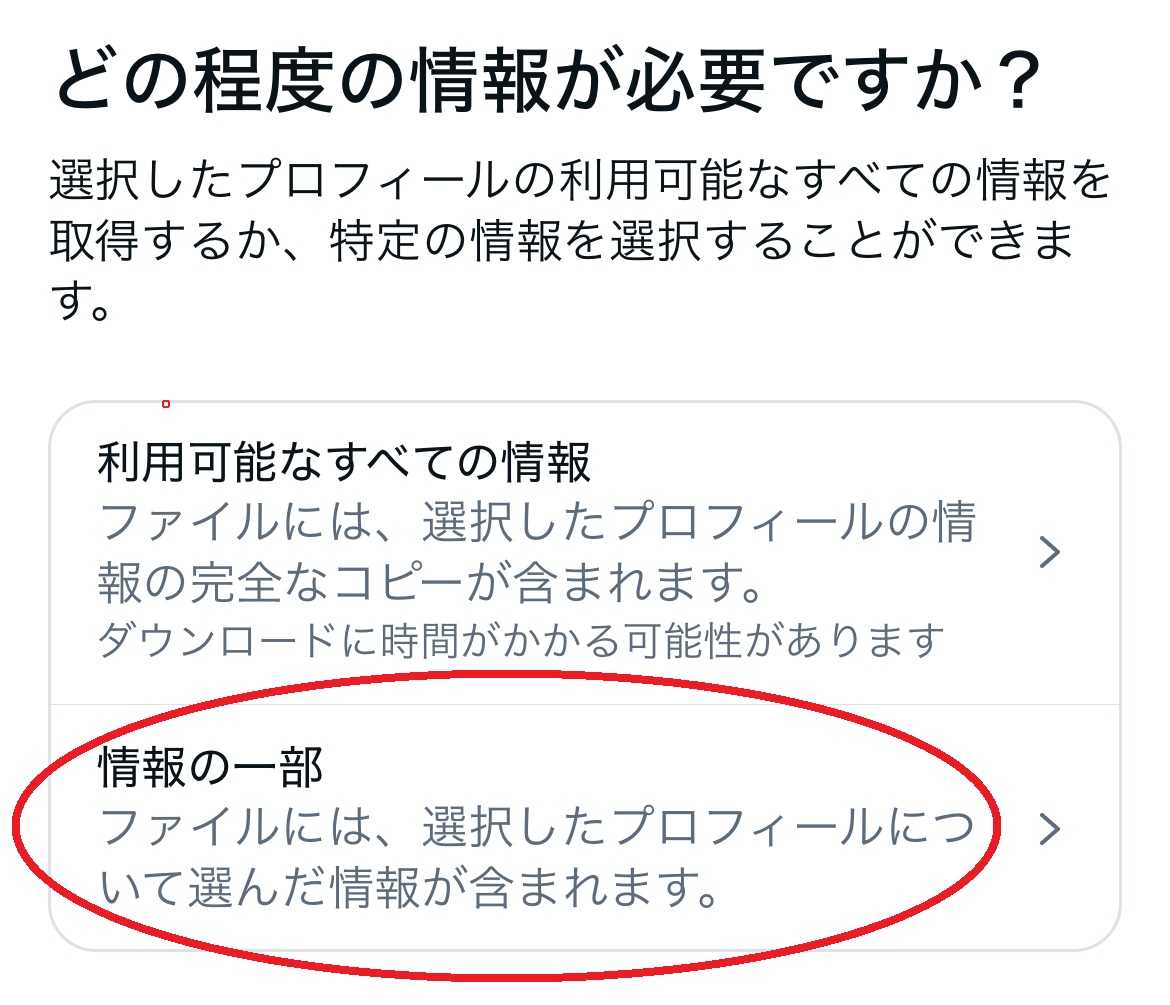 どの程度の情報が必要ですか？
選択したプロフィールの利用可能なすべての情報を
取得するか、特定の情報を選択することができま
す。
利用可能なすべての情報
ファイルには、選択したプロフィールの情
報の完全なコピーが含まれます。
ダウンロードに時間がかかる可能性があります
情報の一部
ファイルには、選択したプロフィールにつ
いて選んだ情報が含まれます。